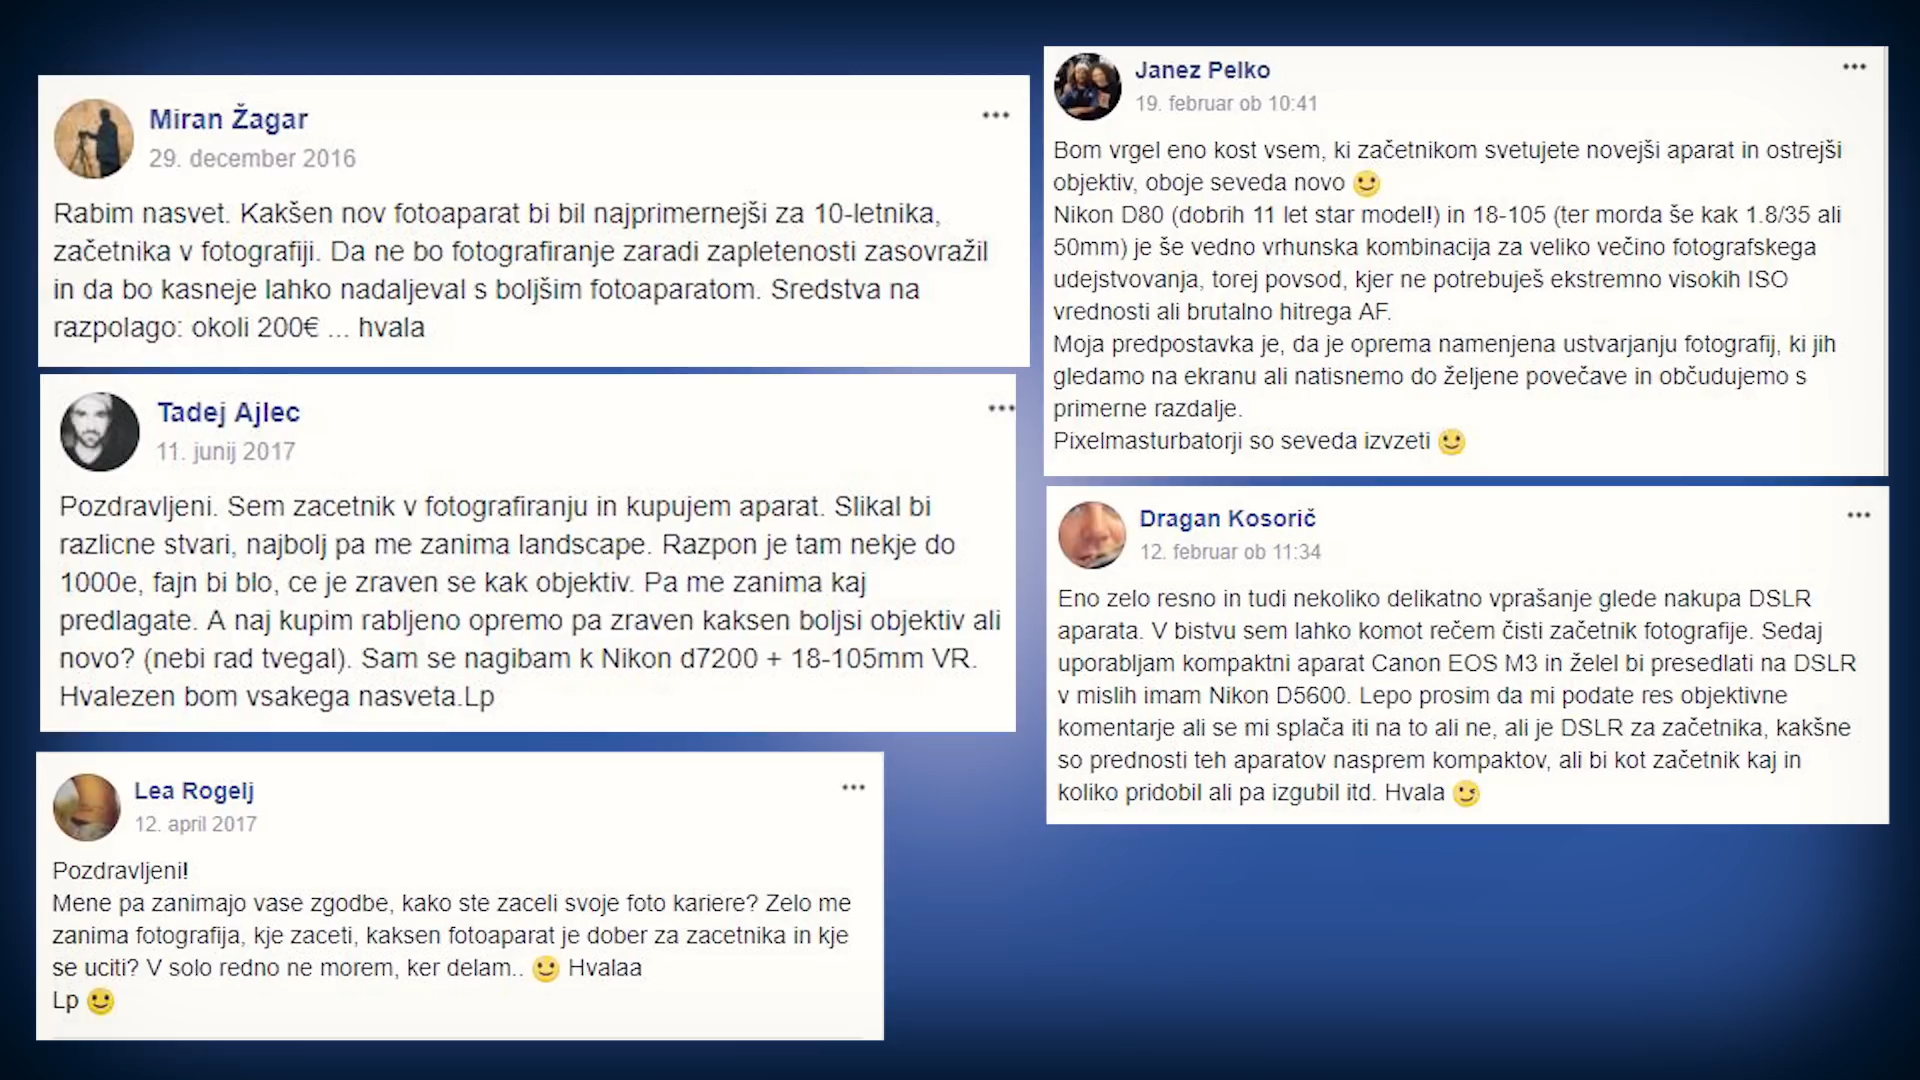 Miran Žagar
29. december 2016
Rabim nasvet. Kakšen nov fotoaparat bi bil najprimernejši za 10-letnika,
začetnika v fotografiji. Da ne bo fotografiranje zaradi zapletenosti zasovražil
in da bo kasneje lahko nadaljeval s boljšim fotoaparatom. Sredstva na
razpolago: okoli 200€ ... hvala
Tadej Ajlec
11. junij 2017
Pozdravljeni. Sem zacetnik v fotografiranju in kupujem aparat. Slikal bi
razlicne stvari, najbolj pa me zanima landscape. Razpon je tam nekje do
1000e, fajn bi blo, ce je zraven se kak objektiv. Pa me zanima kaj
predlagate. A naj kupim rabljeno opremo pa zraven kaksen boljsi objektiv ali
novo? (nebi rad tvegal). Sam se nagibam k Nikon d7200 + 18-105mm VR.
Hvalezen bom vsakega nasveta.Lp
Lea Rogelj
12. april 2017
Pozdravljeni!
Mene pa zanimajo vase zgodbe, kako ste zaceli svoje foto kariere? Zelo me
zanima fotografija, kje zaceti, kaksen fotoaparat je dober za zacetnika in kje
se uciti? V solo redno ne morem, ker delam.. 🙂 Hvalaa
Lp 🙂
Janez Pelko
19. februar ob 10:41
Bom vrgel eno kost vsem, ki začetnikom svetujete novejši aparat in ostrejši
objektiv, oboje seveda novo 🙂
Nikon D80 (dobrih 11 let star model!) in 18-105 (ter morda še kak 1.8/35 ali
50mm) je še vedno vrhunska kombinacija za veliko večino fotografskega
udejstvovanja, torej povsod, kjer ne potrebuješ ekstremno visokih ISO
vrednosti ali brutalno hitrega AF.
Moja predpostavka je, da je oprema namenjena ustvarjanju fotografij, ki jih
gledamo na ekranu ali natisnemo do željene povečave in občudujemo s
primerne razdalje.
Pixelmasturbatorji so seveda izvzeti 🙂
Dragan Kosorič
12. februar ob 11:34
Eno zelo resno in tudi nekoliko delikatno vprašanje glede nakupa DSLR
aparata. V bistvu sem lahko komot rečem čisti začetnik fotografije. Sedaj
uporabljam kompaktni aparat Canon EOS M3 in želel bi presedlati na DSLR
v mislih imam Nikon D5600. Lepo prosim da mi podate res objektivne
komentarje ali se mi splača iti na to ali ne, ali je DSLR za začetnika, kakšne
so prednosti teh aparatov nasprem kompaktov, ali bi kot začetnik kaj in
koliko pridobil ali pa izgubil itd. Hvala 😉